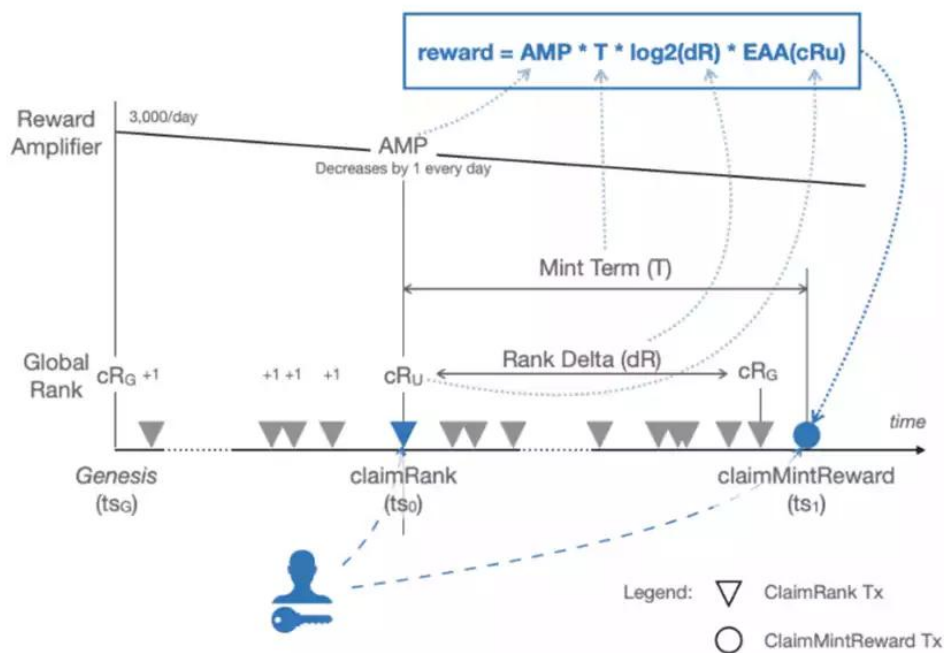 reward = AMP * T * log2(dR) * EAA(cRu)
Reward
Amplifier
3,000/day
AMP
Decreases by 1 every day
Mint Term (T)
Global
Rank
cRG +1
+1 +1
+1
cRU
Rank Delta (dR)
cRG
time
Genesis
(tsG)
claimRank
(ts0)
claimMintReward
(ts1)
Legend:
ClaimRank Tx
ClaimMintReward Tx